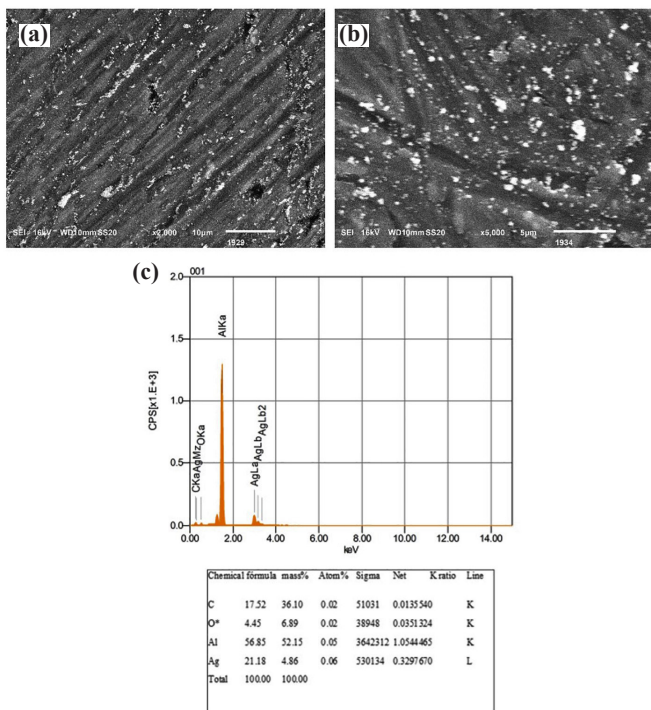 (a)
SEI 16kV WD10mm SS20 x2,000 10µm
1929
(b)
SEI 16kV WD10mm SS20 x5,000 5µm
1934
(c)
001
CPS[x1.E+3]
2.0
1.5
1.0
0.5
0.0
CKa AgMz OKa
AlKa
AgLa AgLb AgLb2
0.00 2.00 4.00 6.00 8.00 10.00 12.00 14.00
keV
Chemical fórmula mass% Atom% Sigma Net K ratio Line
C 17.52 36.10 0.02 51031 0.0135540 K
O* 4.45 6.89 0.02 38948 0.0351324 K
Al 56.85 52.15 0.05 3642312 1.0544465 K
Ag 21.18 4.86 0.06 530134 0.3297670 L
Total 100.00 100.00